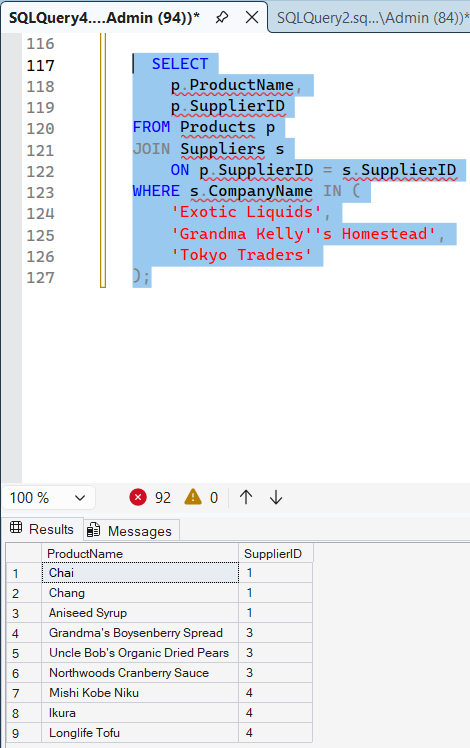 SQLQuery4....Admin (94))* SQLQuery2.sq...\Admin (84))*
116
117 SELECT
118 p.ProductName,
119 p.SupplierID
120 FROM Products p
121 JOIN Suppliers s
122 ON p.SupplierID = s.SupplierID
123 WHERE s.CompanyName IN (
124 'Exotic Liquids',
125 'Grandma Kelly''s Homestead',
126 'Tokyo Traders'
127 );
100 % 92 0
Results Messages
ProductName SupplierID
1 Chai 1
2 Chang 1
3 Aniseed Syrup 1
4 Grandma's Boysenberry Spread 3
5 Uncle Bob's Organic Dried Pears 3
6 Northwoods Cranberry Sauce 3
7 Mishi Kobe Niku 4
8 Ikura 4
9 Longlife Tofu 4